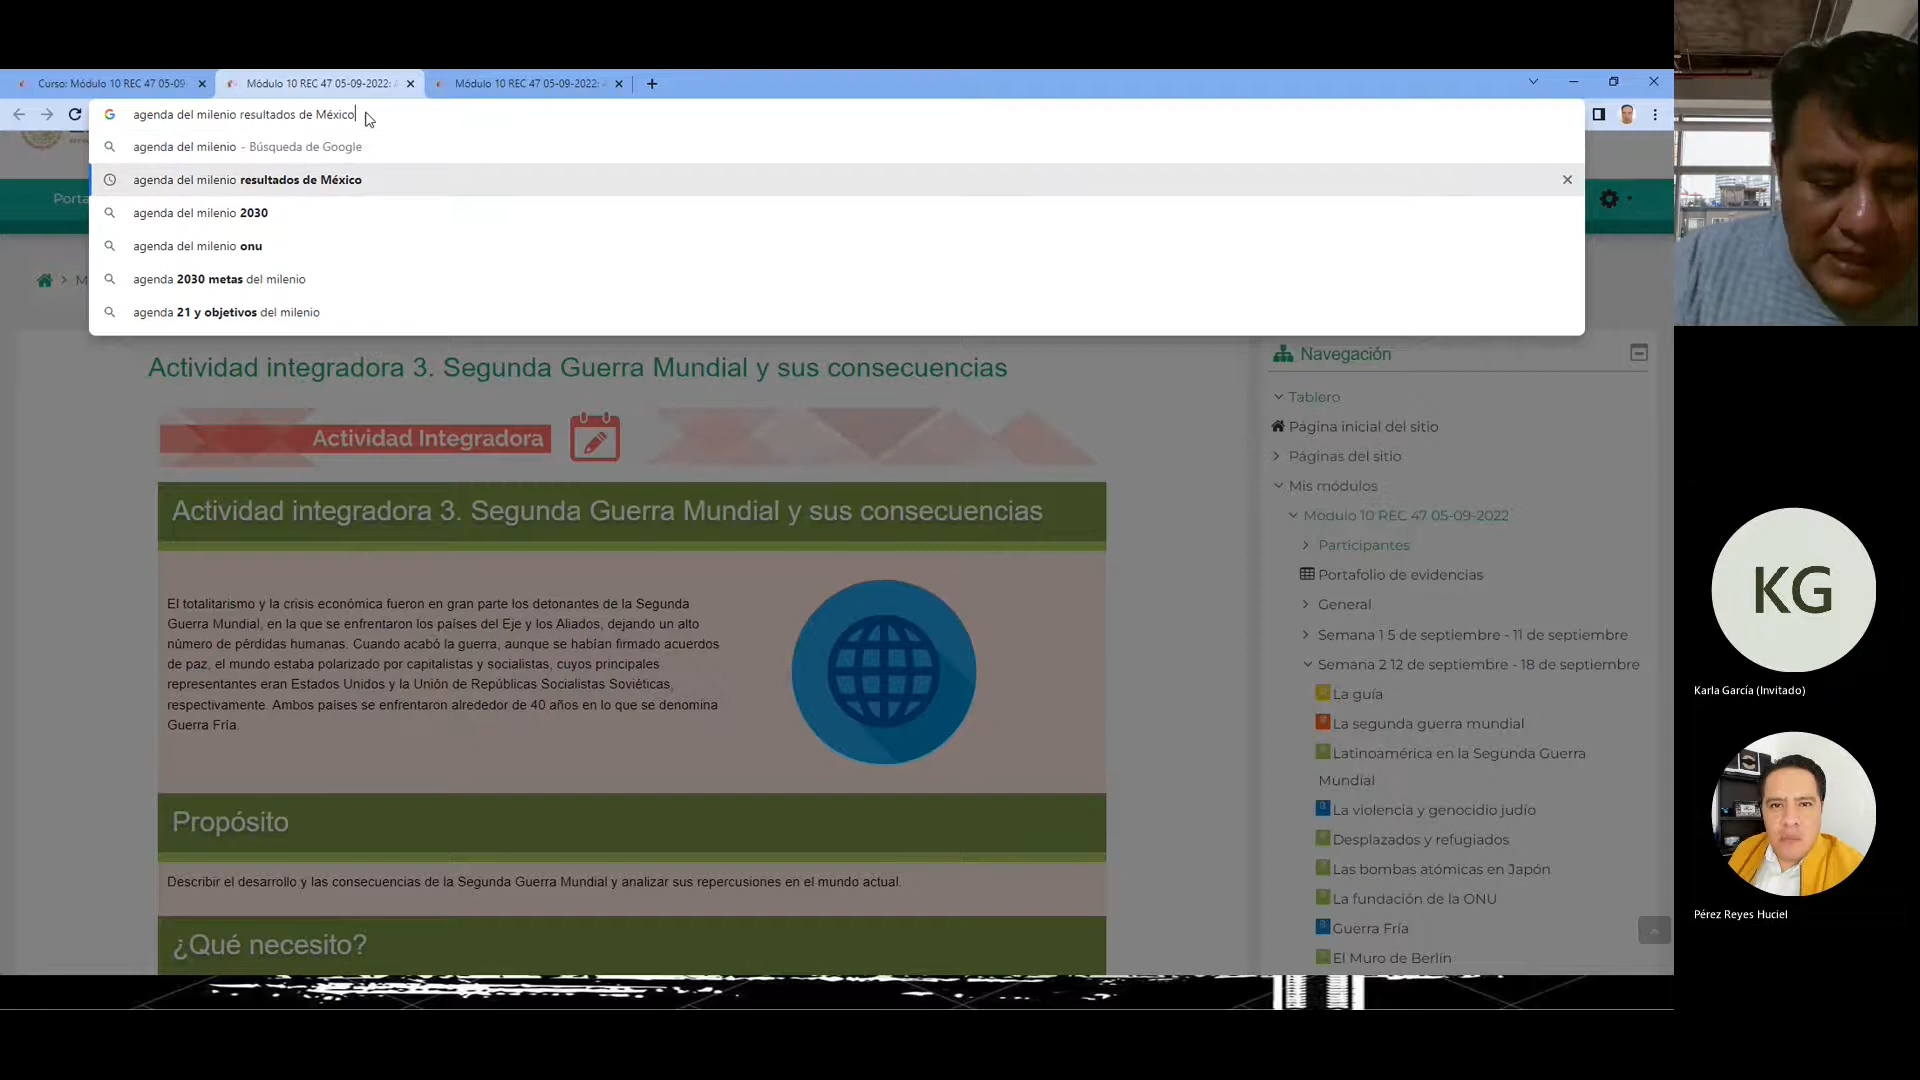 Curso: Módulo 10 REC 47 05-09
Módulo 10 REC 47 05-09-2022:
Módulo 10 REC 47 05-09-2022:
agenda del milenio resultados de México
agenda del milenio - Búsqueda de Google
agenda del milenio resultados de México
agenda del milenio 2030
agenda del milenio onu
agenda 2030 metas del milenio
agenda 21 y objetivos del milenio
Porta
M
Actividad integradora 3. Segunda Guerra Mundial y sus consecuencias
Actividad Integradora
Actividad integradora 3. Segunda Guerra Mundial y sus consecuencias
El totalitarismo y la crisis económica fueron en gran parte los detonantes de la Segunda
Guerra Mundial, en la que se enfrentaron los países del Eje y los Aliados, dejando un alto
número de pérdidas humanas. Cuando acabó la guerra, aunque se habían firmado acuerdos
de paz, el mundo estaba polarizado por capitalistas y socialistas, cuyos principales
representantes eran Estados Unidos y la Unión de Repúblicas Socialistas Soviéticas,
respectivamente. Ambos países se enfrentaron alrededor de 40 años en lo que se denomina
Guerra Fría.
Propósito
Describir el desarrollo y las consecuencias de la Segunda Guerra Mundial y analizar sus repercusiones en el mundo actual.
¿Qué necesito?
Navegación
Tablero
Página inicial del sitio
Páginas del sitio
Mis módulos
Módulo 10 REC 47 05-09-2022
Participantes
Portafolio de evidencias
General
Semana 1 5 de septiembre - 11 de septiembre
Semana 2 12 de septiembre - 18 de septiembre
La guía
La segunda guerra mundial
Latinoamérica en la Segunda Guerra
Mundial
La violencia y genocidio judío
Desplazados y refugiados
Las bombas atómicas en Japón
La fundación de la ONU
Guerra Fría
El Muro de Berlín
KG
Karla García (Invitado)
Pérez Reyes Huciel